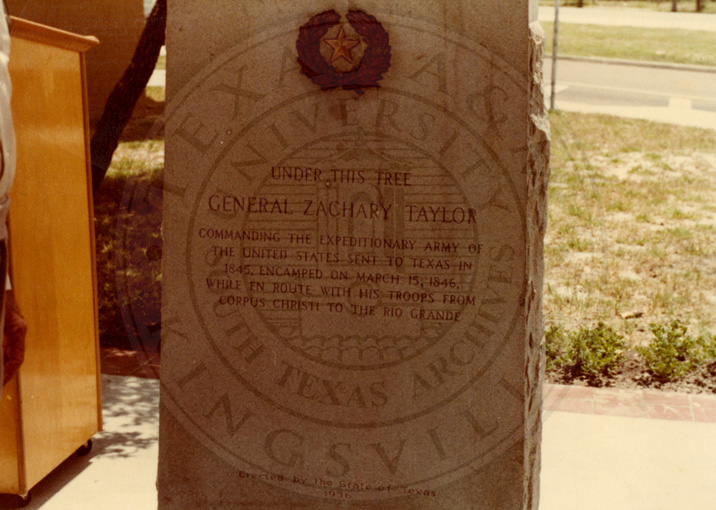 UNDER THIS TREE
GENERAL ZACHARY TAYLOR
COMMANDING THE EXPEDITIONARY ARMY OF
THE UNITED STATES SENT TO TEXAS IN
1845, ENCAMPED ON MARCH 15, 1846,
WHILE EN ROUTE WITH HIS TROOPS FROM
CORPUS CHRISTI TO THE RIO GRANDE
Erected by the State of Texas
1936
TEXAS A&
UNIVERSITY
SOUTH TEXAS ARCHIVES
KINGSVILL